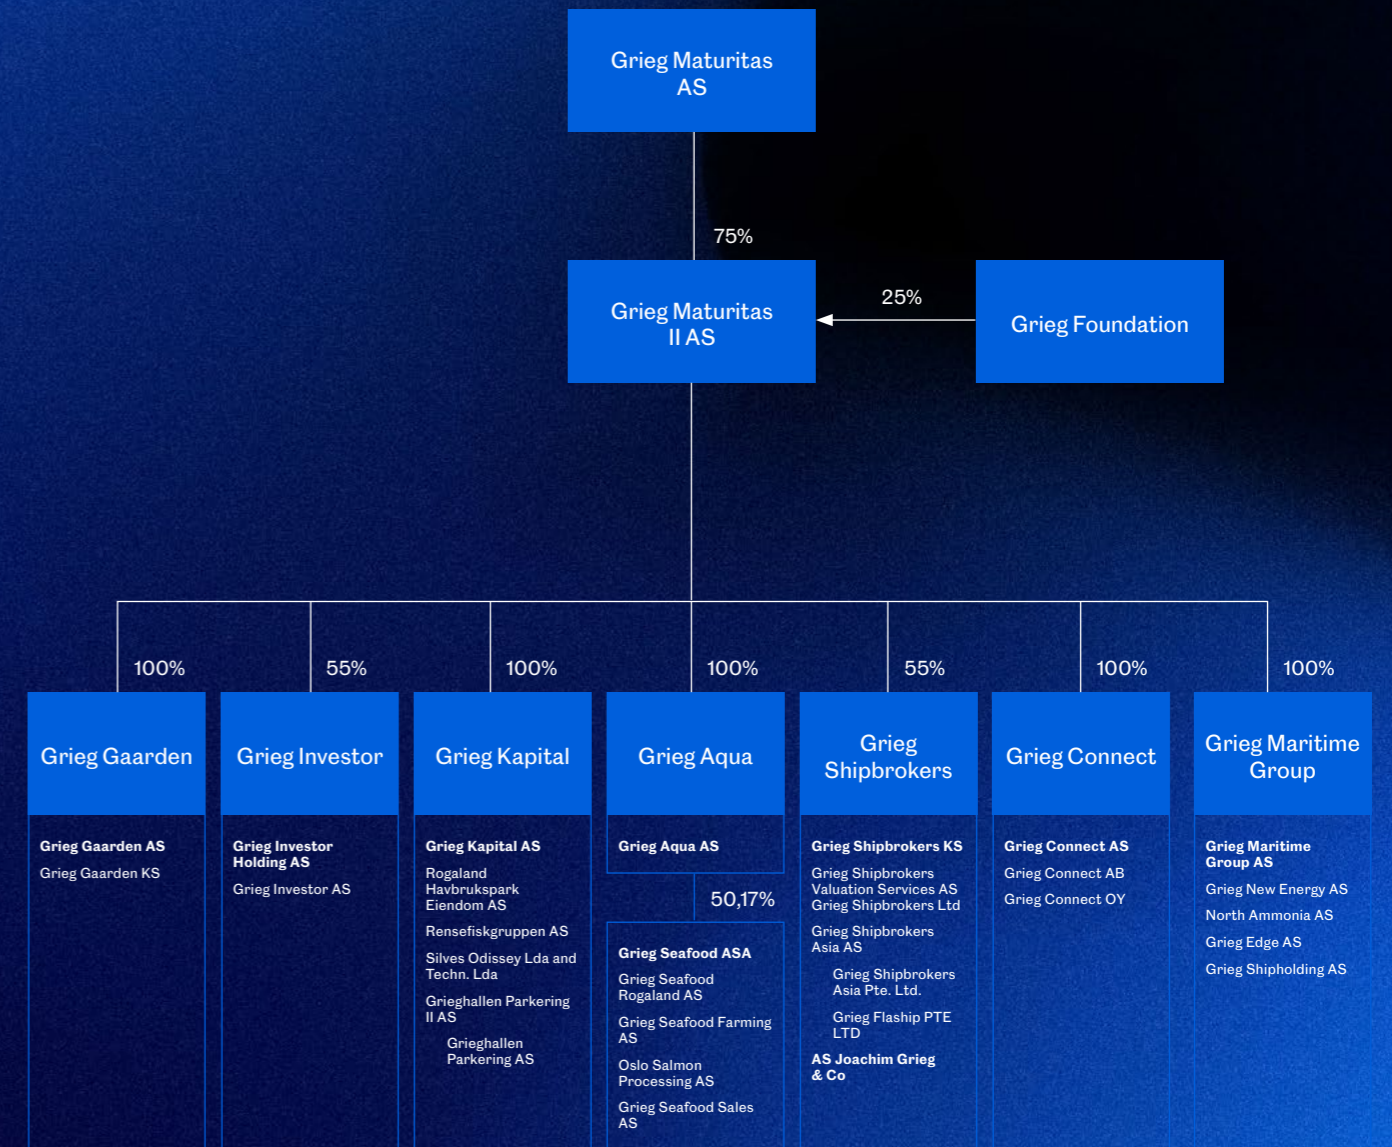 Grieg Maturitas
AS
75%
Grieg Maturitas
II AS
25%
Grieg Foundation
100%
55%
100%
100%
55%
100%
100%
Grieg Gaarden
Grieg Investor
Grieg Kapital
Grieg Aqua
Grieg
Shipbrokers
Grieg Connect
Grieg Maritime
Group
Grieg Gaarden AS
Grieg Gaarden KS
Grieg Investor
Holding AS
Grieg Investor AS
Grieg Kapital AS
Rogaland
Havbrukspark
Eiendom AS
Rensefiskgruppen AS
Silves Odissey Lda and
Techn. Lda
Grieghallen Parkering
II AS
Grieghallen
Parkering AS
Grieg Aqua AS
50,17%
Grieg Seafood ASA
Grieg Seafood
Rogaland AS
Grieg Seafood Farming
AS
Oslo Salmon
Processing AS
Grieg Seafood Sales
AS
Grieg Shipbrokers KS
Grieg Shipbrokers
Valuation Services AS
Grieg Shipbrokers Ltd
Grieg Shipbrokers
Asia AS
Grieg Shipbrokers
Asia Pte. Ltd.
Grieg Flaship PTE
LTD
AS Joachim Grieg
& Co
Grieg Connect AS
Grieg Connect AB
Grieg Connect OY
Grieg Maritime
Group AS
Grieg New Energy AS
North Ammonia AS
Grieg Edge AS
Grieg Shipholding AS